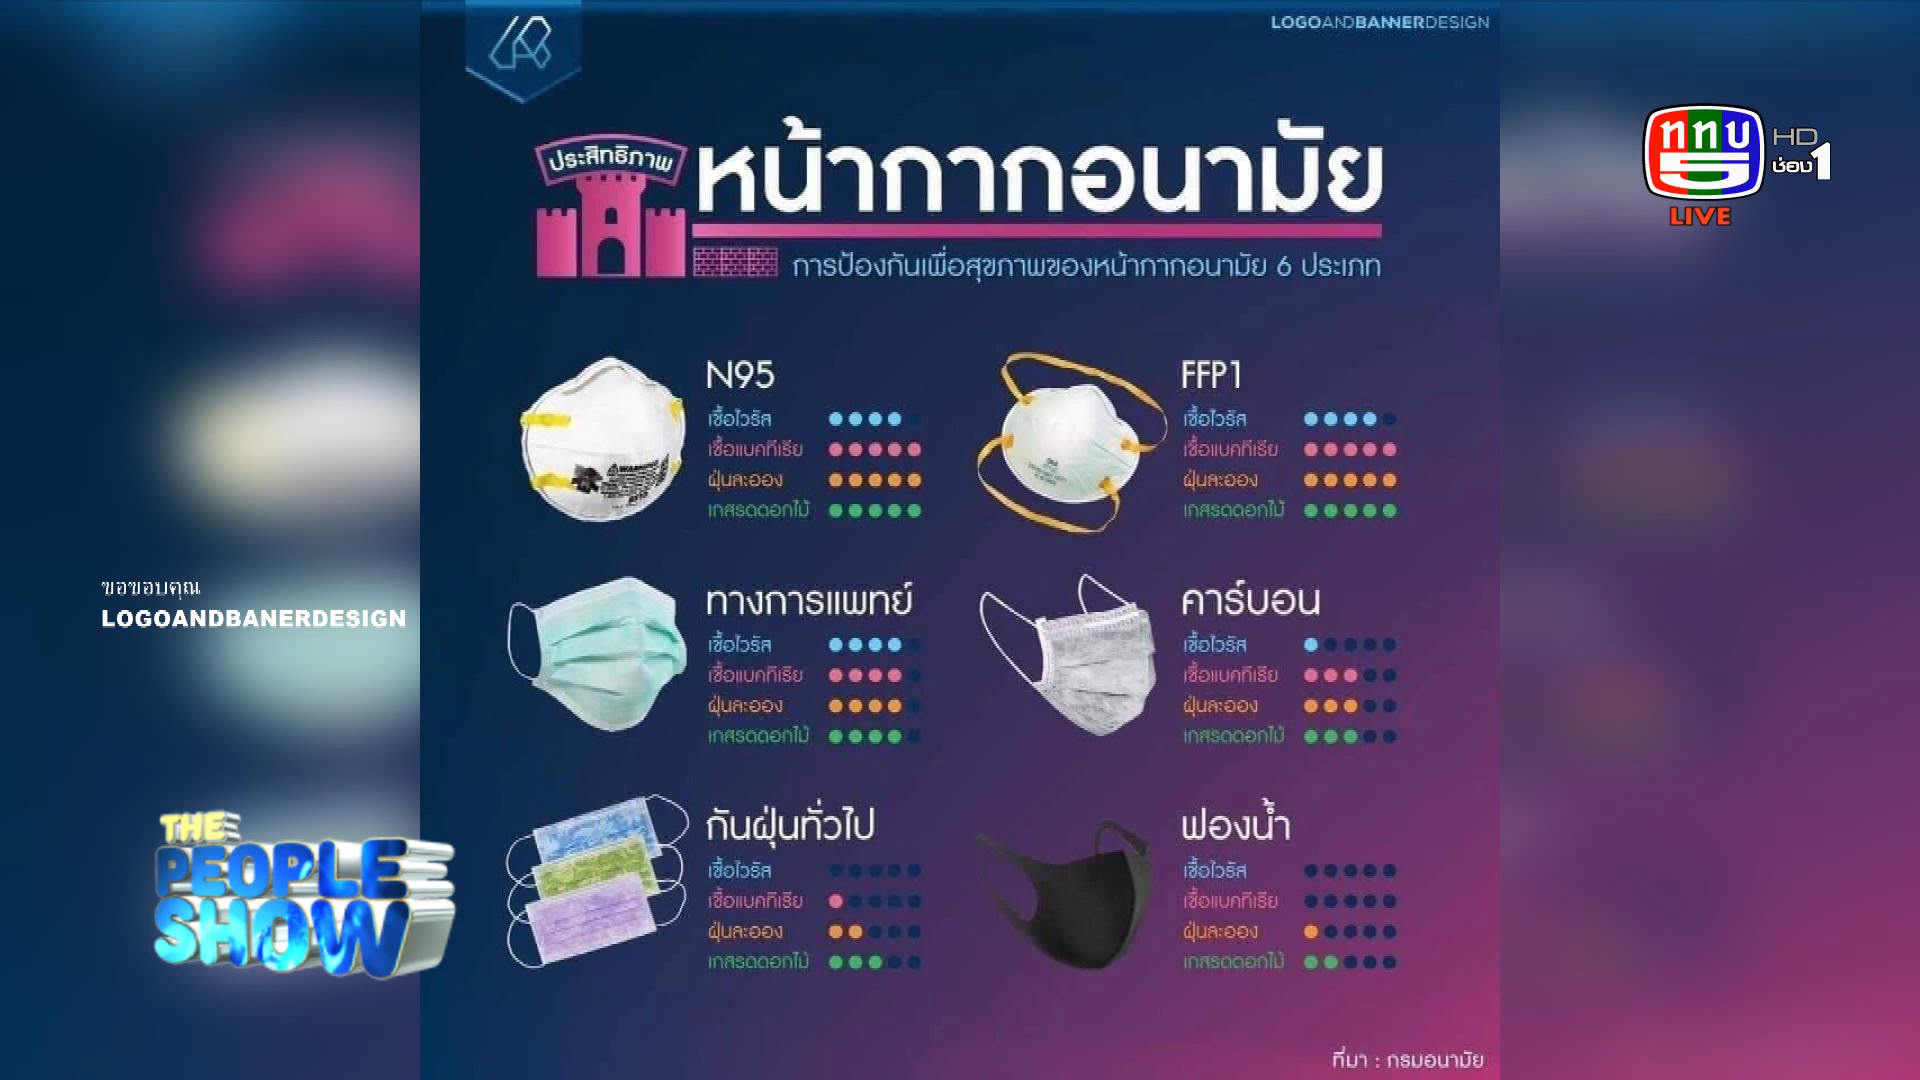 LOGOANDBANNERDESIGN
ประสิทธิภาพ
หน้ากากอนามัย
การป้องกันเพื่อสุขภาพของหน้ากากอนามัย 6 ประเภท
ททบ
5
HD
ช่อง1
LIVE
N95
เชื้อไวรัส
เชื้อแบคทีเรีย
ฝุ่นละออง
เกสรดดอกไม้
FFP1
เชื้อไวรัส
เชื้อแบคทีเรีย
ฝุ่นละออง
เกสรดดอกไม้
ทางการแพทย์
เชื้อไวรัส
เชื้อแบคทีเรีย
ฝุ่นละออง
เกสรดดอกไม้
คาร์บอน
เชื้อไวรัส
เชื้อแบคทีเรีย
ฝุ่นละออง
เกสรดดอกไม้
กันฝุ่นทั่วไป
เชื้อไวรัส
เชื้อแบคทีเรีย
ฝุ่นละออง
เกสรดดอกไม้
ฟองน้ำ
เชื้อไวรัส
เชื้อแบคทีเรีย
ฝุ่นละออง
เกสรดดอกไม้
ขอขอบคุณ
LOGOANDBANERDESIGN
THE
PEOPLE
SHOW
ที่มา : กรมอนามัย